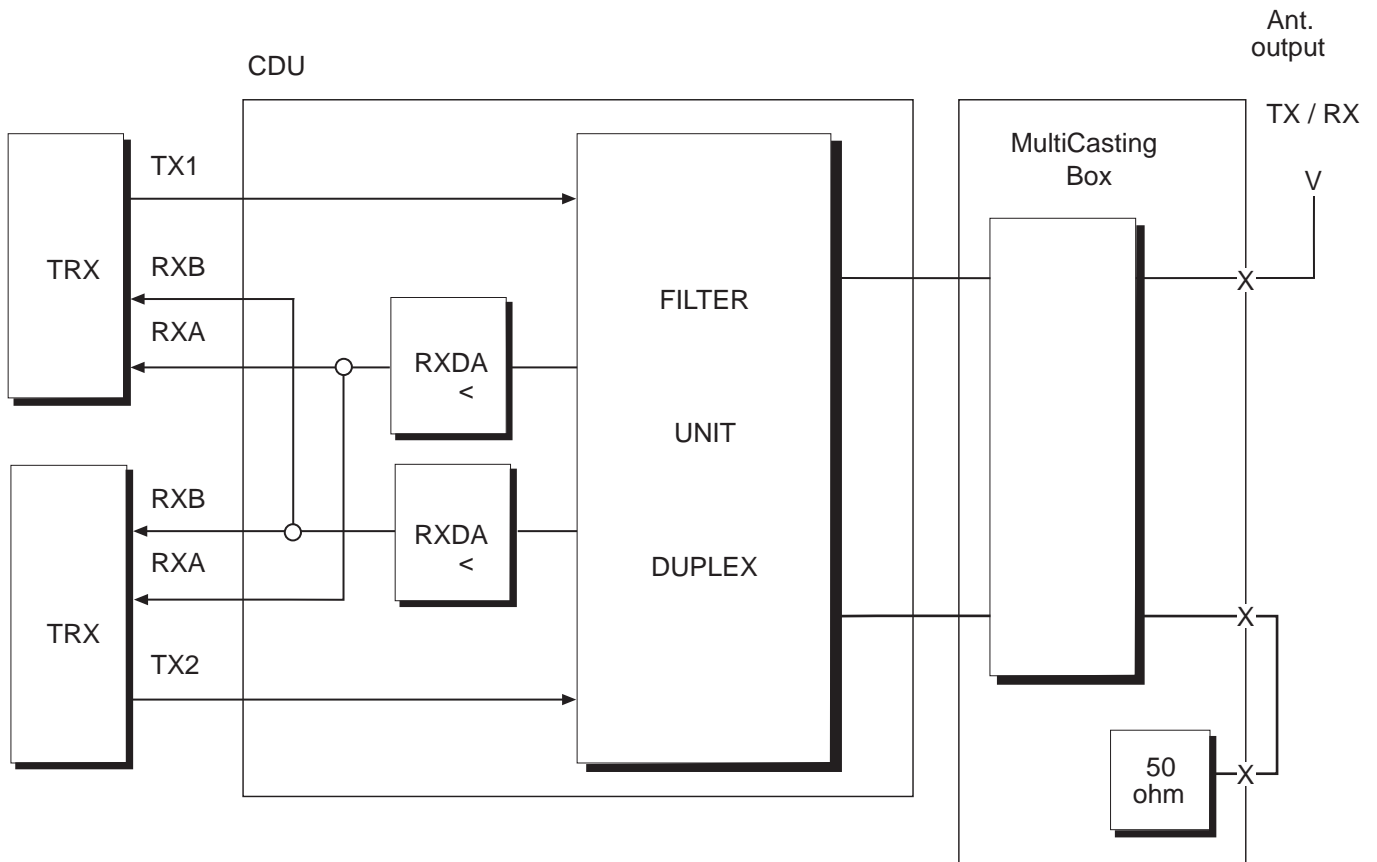 Ant.
output
CDU
TX / RX
MultiCasting
Box
V
TX1
TRX
RXB
RXA
RXDA
<
FILTER
UNIT
DUPLEX
X
RXB
RXA
RXDA
<
TRX
TX2
X
50
ohm
X